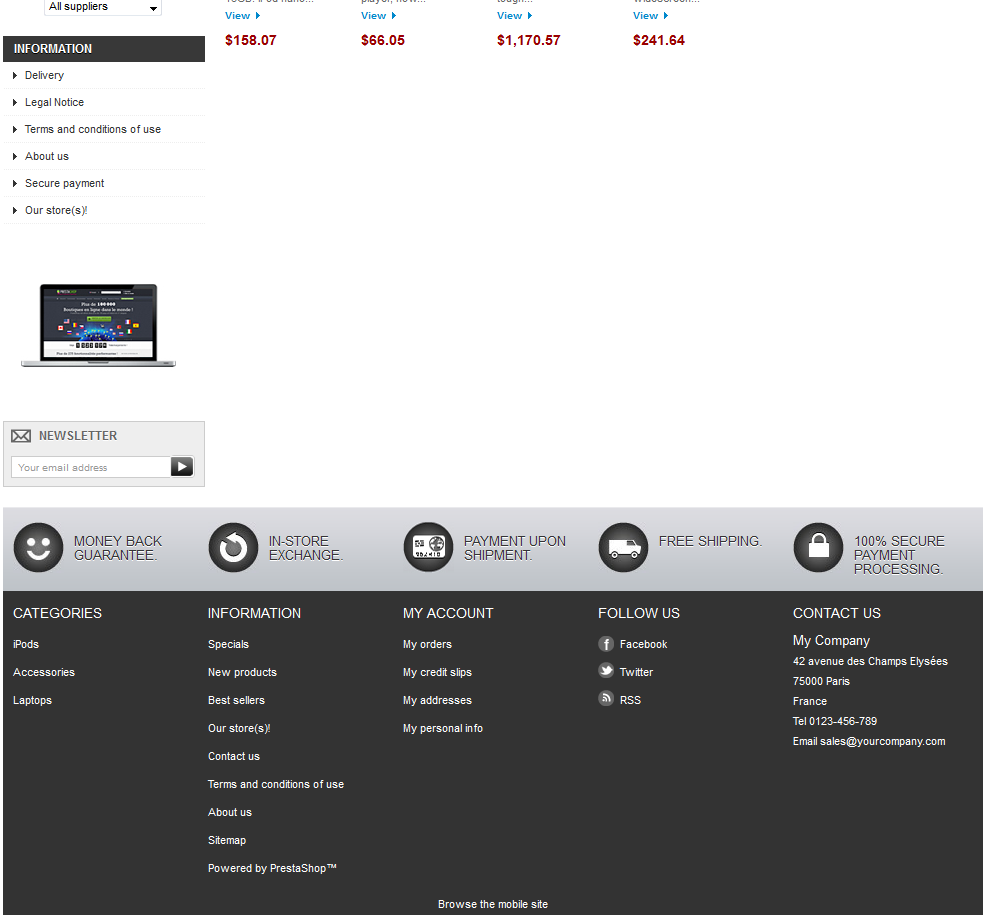 All suppliers
View
View
View
View
$158.07
$66.05
$1,170.57
$241.64
INFORMATION
Delivery
Legal Notice
Terms and conditions of use
About us
Secure payment
Our store(s)!
Plus de 100 000
Boutiques en ligne dans le monde !
NEWSLETTER
Your email address
MONEY BACK
GUARANTEE.
IN-STORE
EXCHANGE.
PAYMENT UPON
SHIPMENT.
FREE SHIPPING.
100% SECURE
PAYMENT
PROCESSING.
CATEGORIES
iPods
Accessories
Laptops
INFORMATION
Specials
New products
Best sellers
Our store(s)!
Contact us
Terms and conditions of use
About us
Sitemap
Powered by PrestaShop™
MY ACCOUNT
My orders
My credit slips
My addresses
My personal info
FOLLOW US
Facebook
Twitter
RSS
CONTACT US
My Company
42 avenue des Champs Elysées
75000 Paris
France
Tel 0123-456-789
Email sales@yourcompany.com
Browse the mobile site